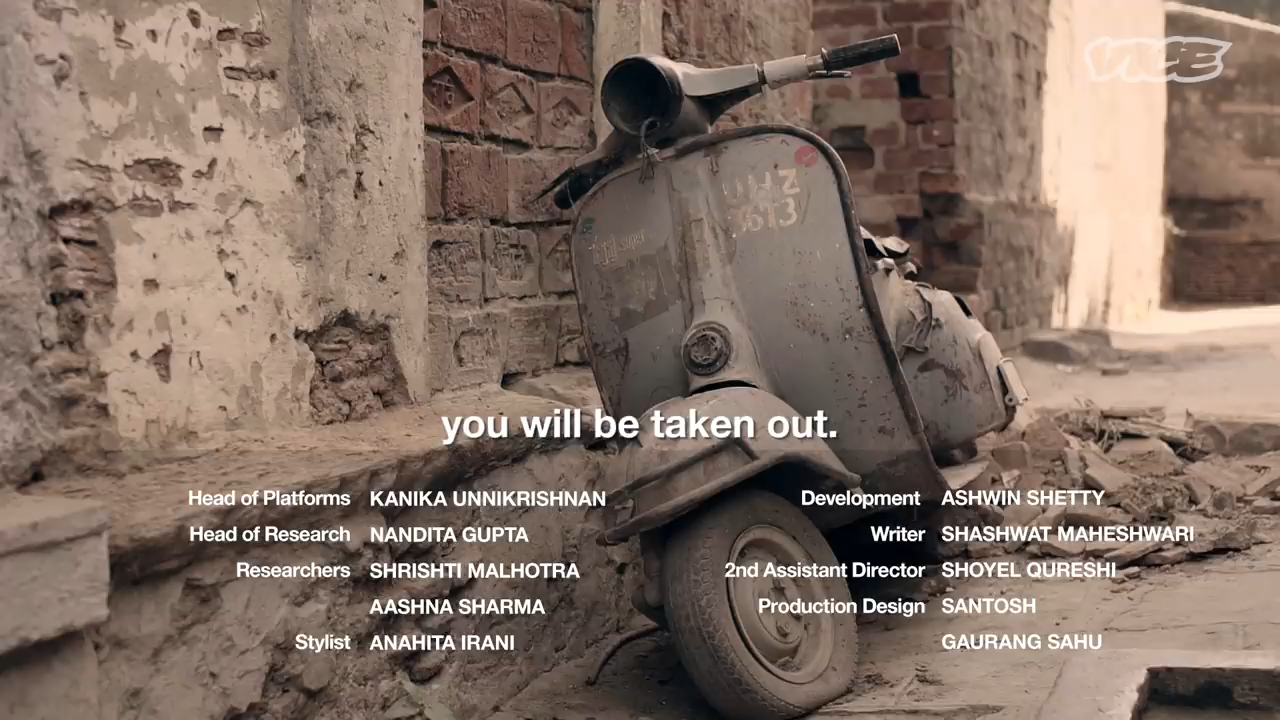 VICE
UHZ
3613
you will be taken out.
Head of Platforms KANIKA UNNIKRISHNAN
Head of Research NANDITA GUPTA
Researchers SHRISHTI MALHOTRA
AASHNA SHARMA
Stylist ANAHITA IRANI
Development ASHWIN SHETTY
Writer SHASHWAT MAHESHWARI
2nd Assistant Director SHOYEL QURESHI
Production Design SANTOSH
GAURANG SAHU